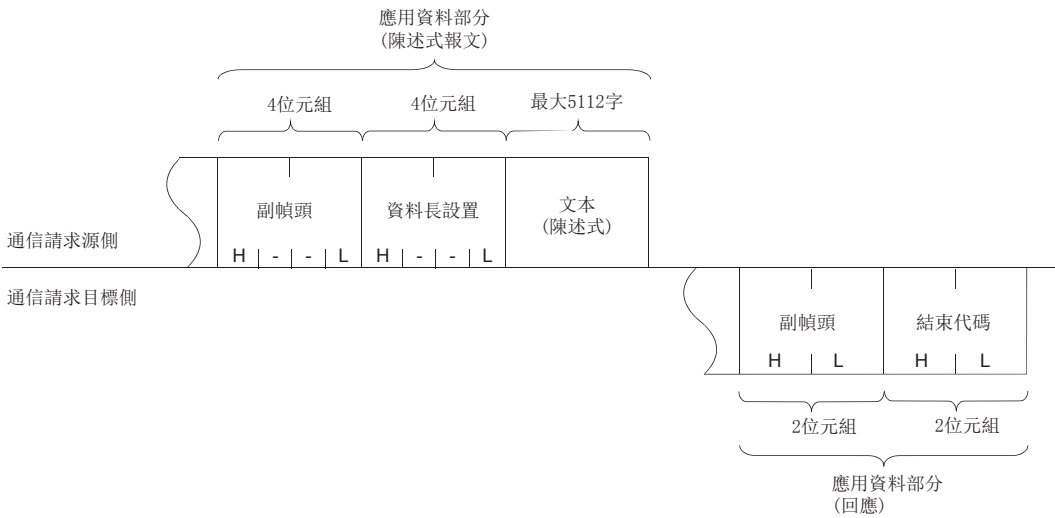 應用資料部分
(陳述式報文)
4位元組
4位元組
最大5112字
副幀頭
資料長設置
文本
(陳述式)
通信請求源側
H - - L H - - L
通信請求目標側
副幀頭
結束代碼
H L H L
2位元組
2位元組
應用資料部分
(回應)